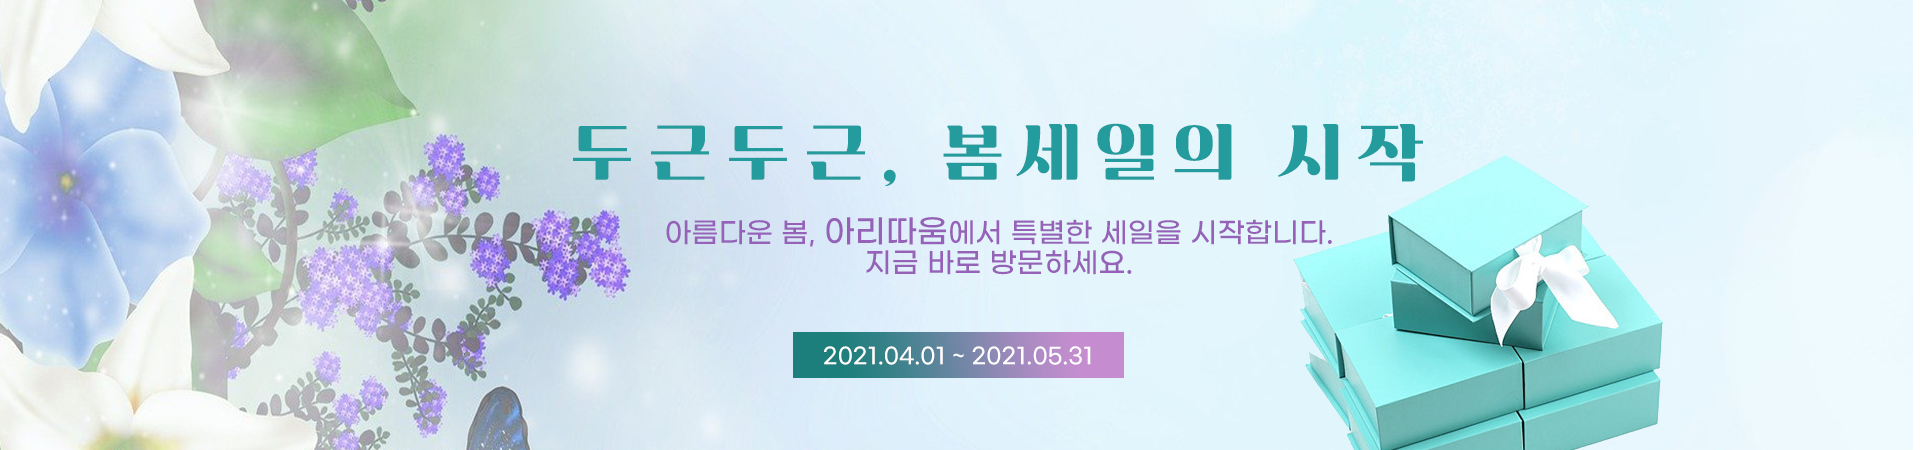 두근두근, 봄세일의 시작
아름다운 봄, 아리따움에서 특별한 세일을 시작합니다.
지금 바로 방문하세요.
2021.04.01 ~ 2021.05.31